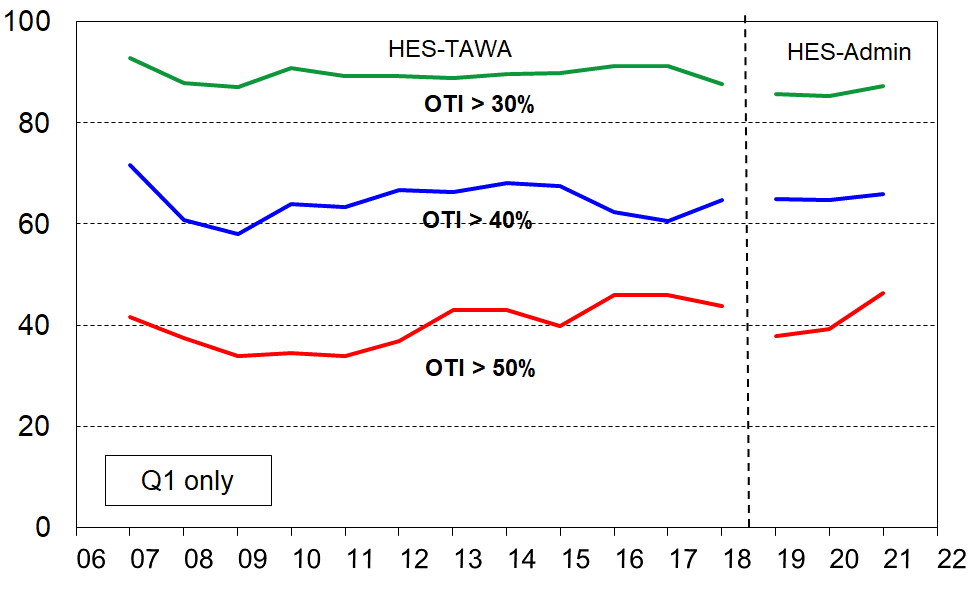 100
HES-TAWA
HES-Admin
OTI > 30%
80
OTI > 40%
60
40
OTI > 50%
20
Q1 only
0
06 07 08 09 10 11 12 13 14 15 16 17 18 19 20 21 22